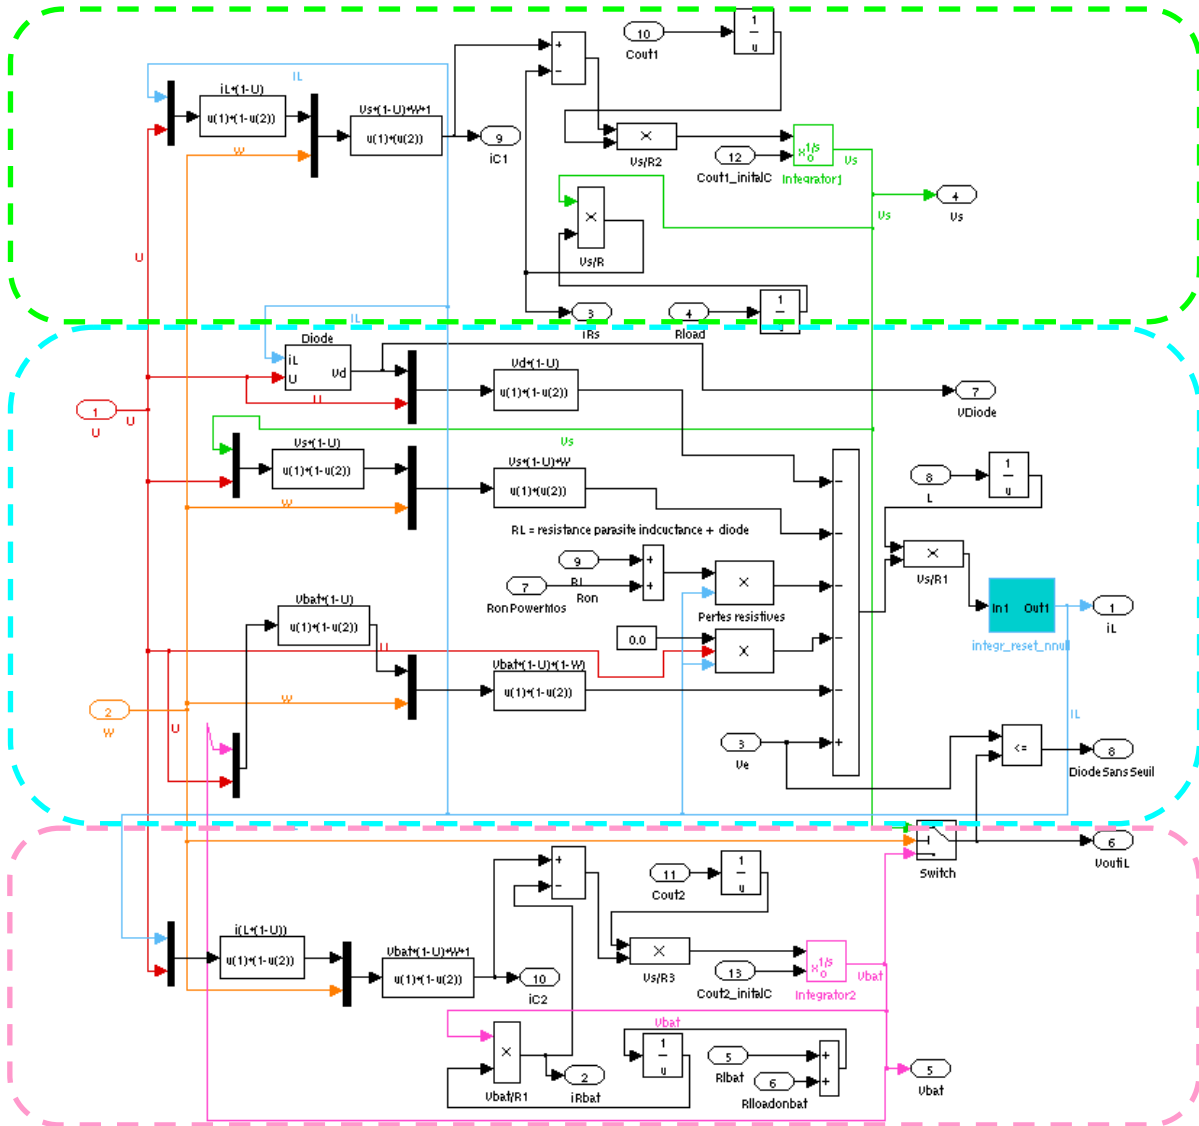 10
Cout1
1
u
+
−
iL
iL*(1-U)
u(1)*(1-u(2))
Vs*(1-U)*W*1
u(1)*(u(2))
9
iC1
W
×
Vs/R2
12
Cout1_initalC
1/s
xo
Integrator1
Vs
4
Vs
Vs
×
Vs/R
U
3
iRs
4
Rload
1
IL
Diode
iL
U
Vd
Vd*(1-U)
u(1)*(1-u(2))
U
7
VDiode
1
U
U
Vs
Vs*(1-U)
u(1)*(1-u(2))
Vs*(1-U)*W
u(1)*(u(2))
W
8
L
1
u
RL = resistance parasite indcuctance + diode
9
RL
7
RonPowerMos
Ron
+
+
×
Pertes resistives
0.0
×
−
−
−
−
−
+
×
Vs/R1
In1
Out1
integr_reset_nnull
1
iL
Vbat*(1-U)
u(1)*(1-u(2))
U
Vbat*(1-U)*(1-W)
u(1)*(1-u(2))
W
2
W
U
3
Ve
IL
<=
8
DiodeSansSeuil
Switch
6
VoutiL
+
−
11
Cout2
1
u
i(L*(1-U))
u(1)*(1-u(2))
Vbat*(1-U)*W*1
u(1)*(1-u(2))
10
iC2
×
Vs/R3
13
Cout2_initalC
1/s
xo
Integrator2
Vbat
Vbat
×
Vbat/R1
2
iRbat
1
u
5
Rlbat
6
Rlloadonbat
+
+
5
Vbat